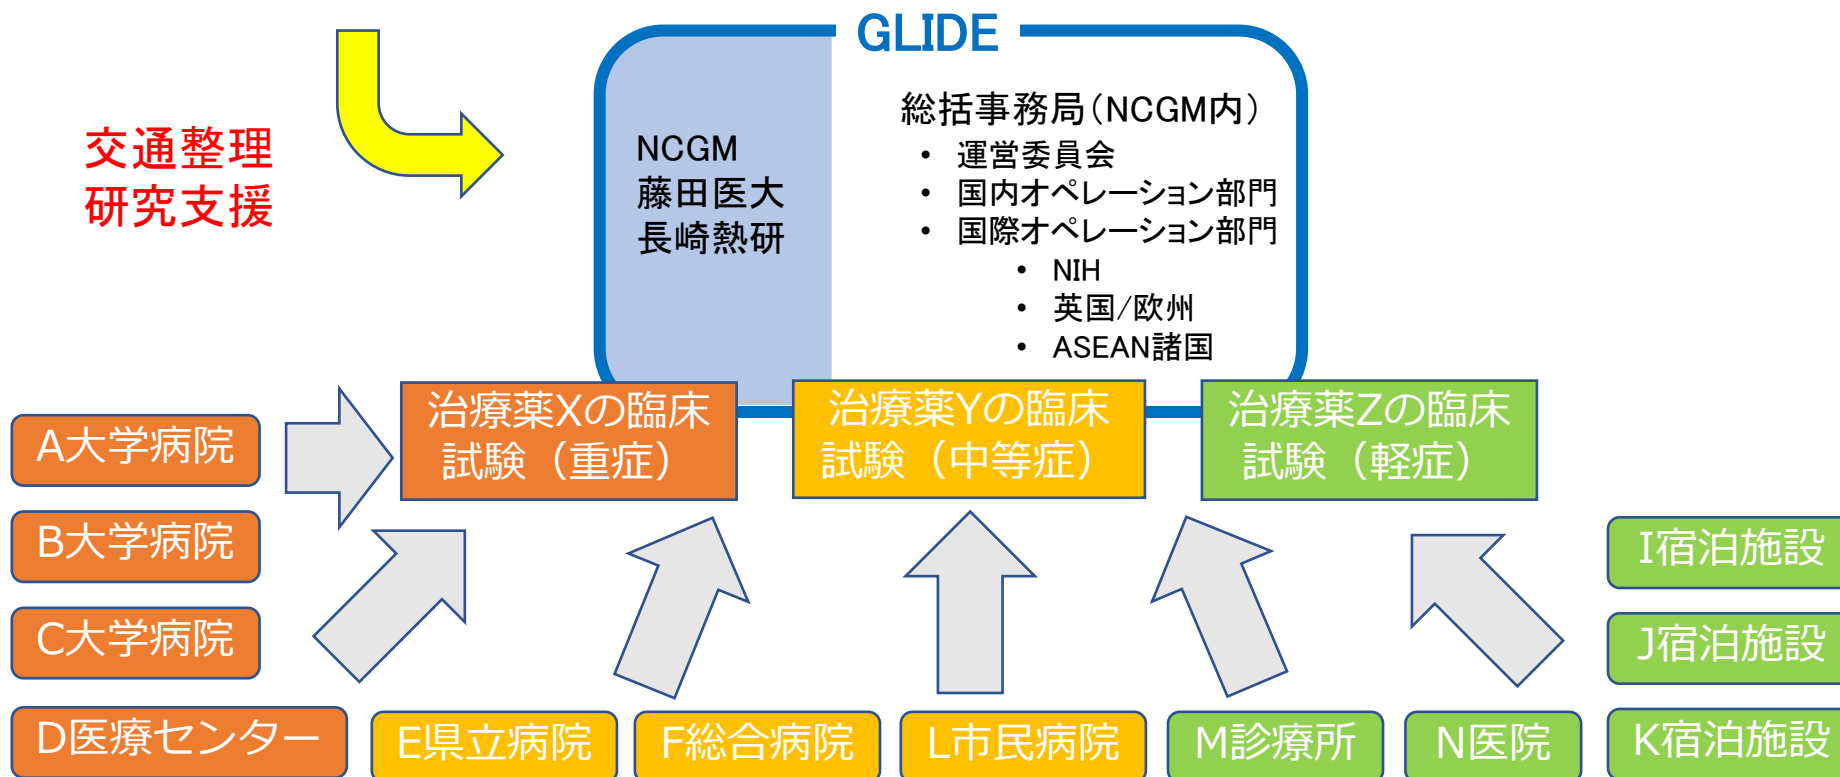 GLIDE
交通整理
研究支援
NCGM
藤田医大
長崎熱研
総括事務局（NCGM内）
• 運営委員会
• 国内オペレーション部門
• 国際オペレーション部門
• NIH
• 英国/欧州
• ASEAN諸国
治療薬Xの臨床
試験（重症）
治療薬Yの臨床
試験（中等症）
治療薬Zの臨床
試験（軽症）
A大学病院
B大学病院
C大学病院
D医療センター
E県立病院
F総合病院
L市民病院
M診療所
N医院
I宿泊施設
J宿泊施設
K宿泊施設